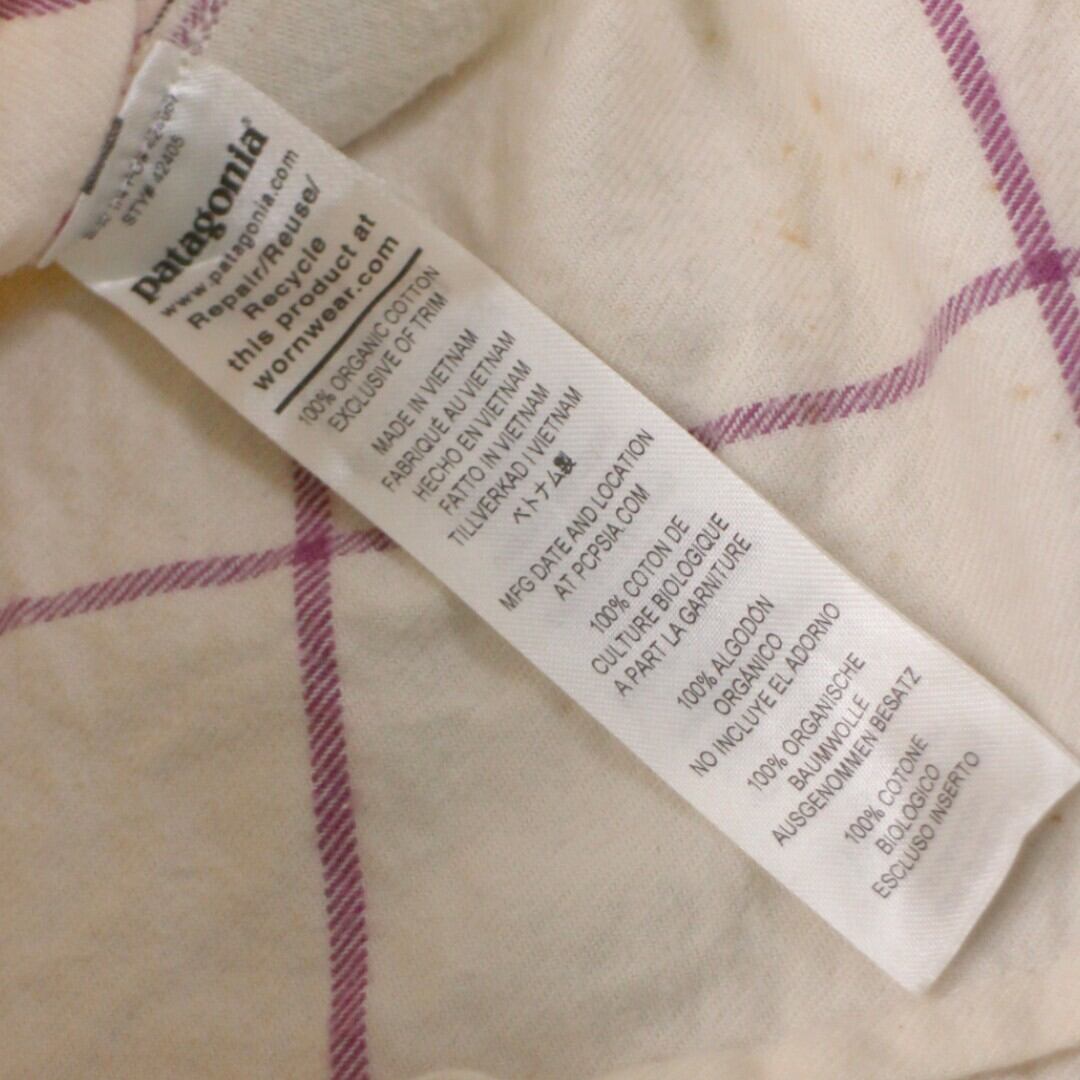 STY# 42405
patagonia®
www.patagonia.com
Repair/Reuse/
Recycle
this product at
wornwear.com
100% ORGANIC COTTON
EXCLUSIVE OF TRIM
MADE IN VIETNAM
FABRIQUE AU VIETNAM
HECHO EN VIETNAM
FATTO IN VIETNAM
TILLVERKAD I VIETNAM
ベトナム製
MFG DATE AND LOCATION
AT PCPSIA.COM
100% COTON DE
CULTURE BIOLOGIQUE
A PART LA GARNITURE
100% ALGODÓN
ORGÁNICO
NO INCLUYE EL ADORNO
100% ORGANISCHE
BAUMWOLLE
AUSGENOMMEN BESATZ
100% COTONE
BIOLOGICO
ESCLUSO INSERTO